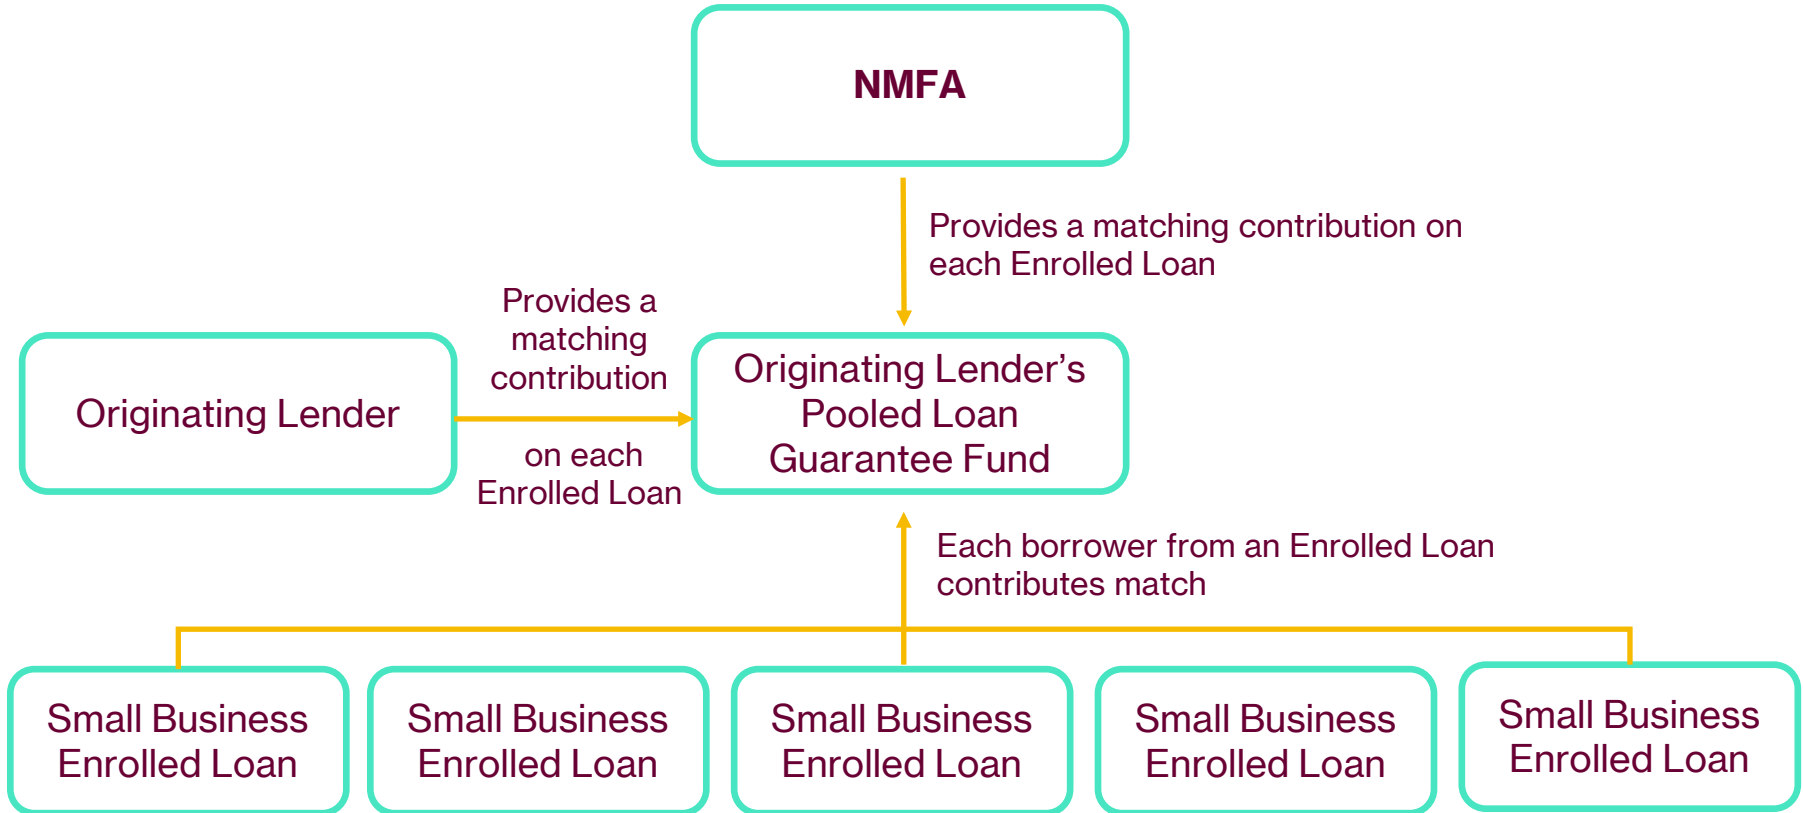 NMFA
Provides a matching contribution on
each Enrolled Loan
Provides a
matching
contribution
on each
Enrolled Loan
Originating Lender
Originating Lender’s
Pooled Loan
Guarantee Fund
Each borrower from an Enrolled Loan
contributes match
Small Business
Enrolled Loan
Small Business
Enrolled Loan
Small Business
Enrolled Loan
Small Business
Enrolled Loan
Small Business
Enrolled Loan